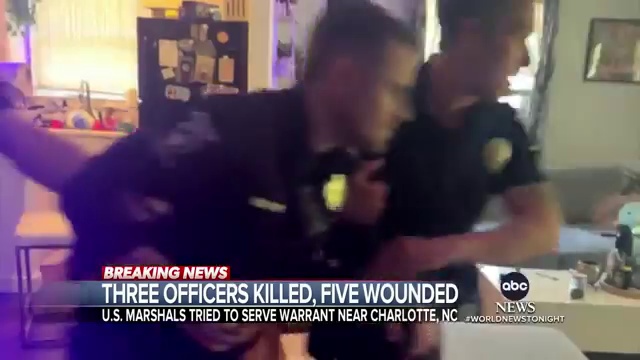 BREAKING NEWS
THREE OFFICERS KILLED, FIVE WOUNDED
U.S. MARSHALS TRIED TO SERVE WARRANT NEAR CHARLOTTE, NC
abc
NEWS
#WORLDNEWSTONIGHT